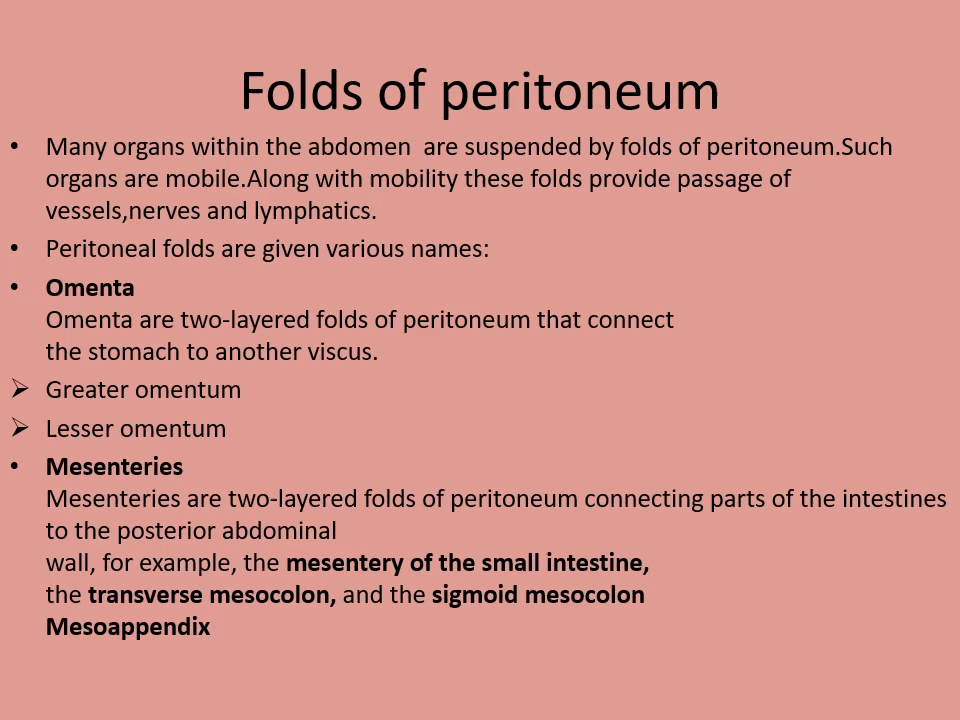 Folds of peritoneum
• Many organs within the abdomen  are suspended by folds of peritoneum.Such
organs are mobile.Along with mobility these folds provide passage of
vessels,nerves and lymphatics.
• Peritoneal folds are given various names:
• Omenta
Omenta are two-layered folds of peritoneum that connect
the stomach to another viscus.
➢ Greater omentum
➢ Lesser omentum
• Mesenteries
Mesenteries are two-layered folds of peritoneum connecting parts of the intestines
to the posterior abdominal
wall, for example, the mesentery of the small intestine,
the transverse mesocolon, and the sigmoid mesocolon
Mesoappendix